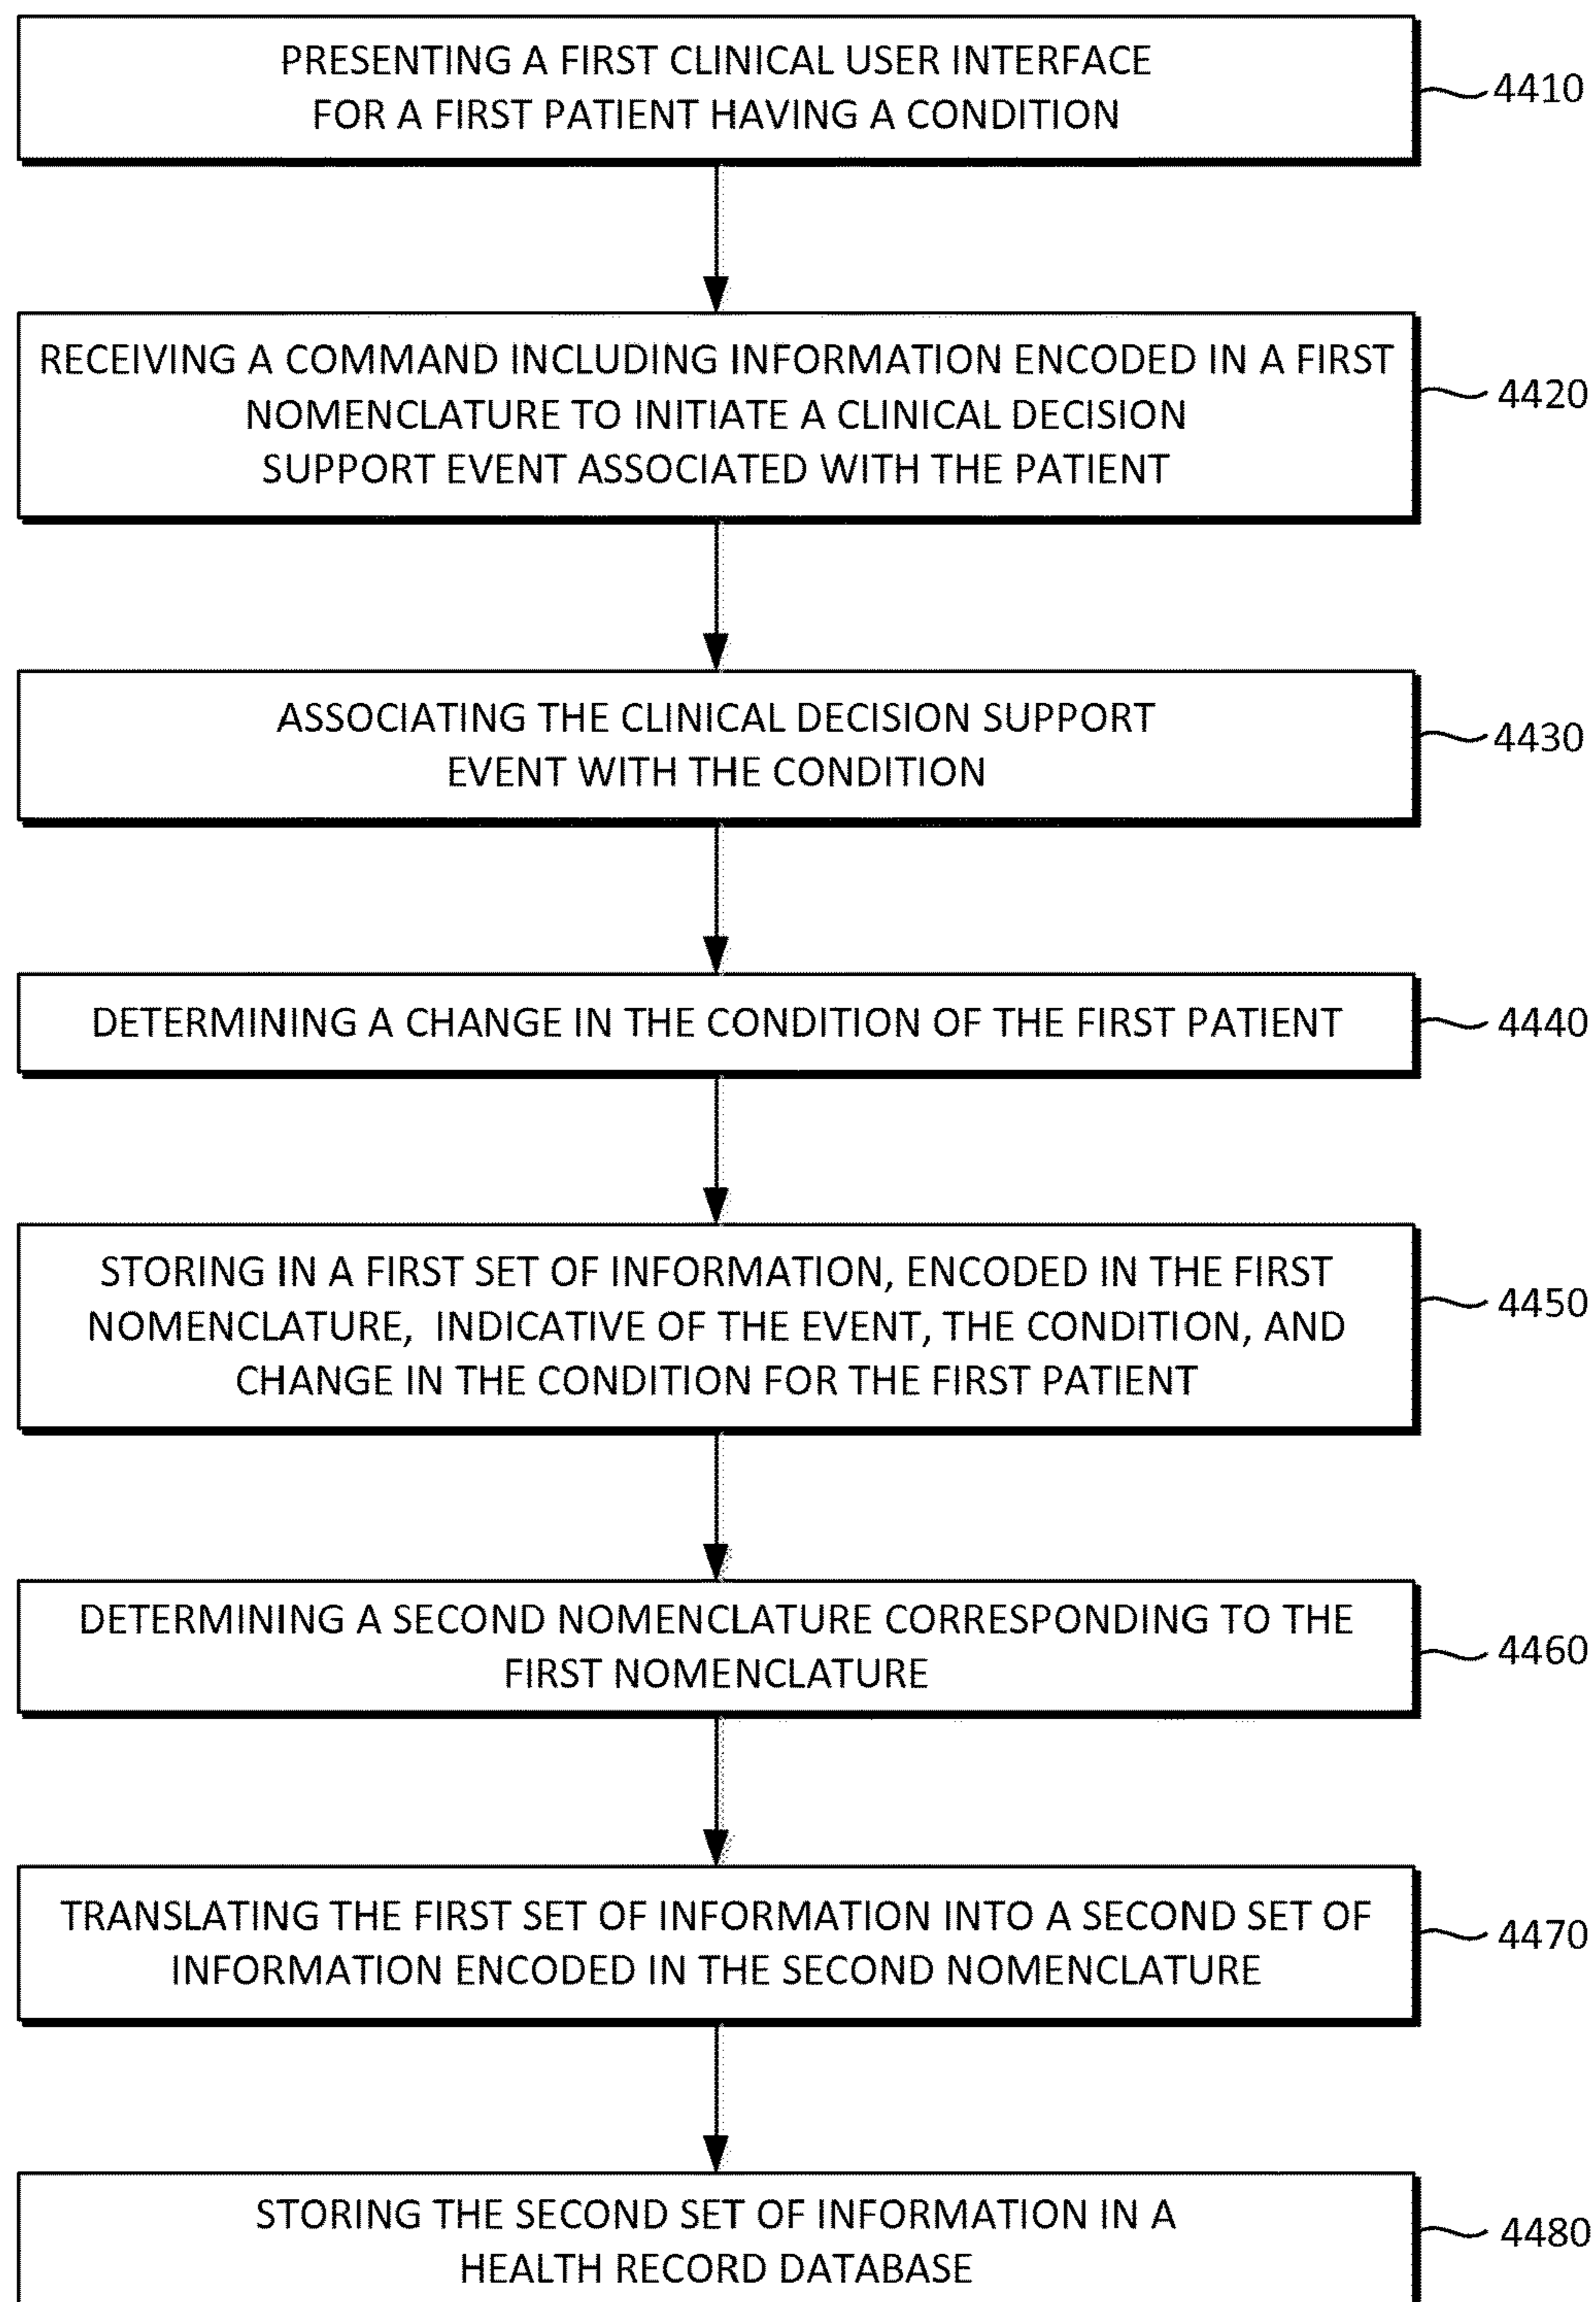 PRESENTING A FIRST CLINICAL USER INTERFACE
FOR A FIRST PATIENT HAVING A CONDITION
4410
RECEIVING A COMMAND INCLUDING INFORMATION ENCODED IN A FIRST
NOMENCLATURE TO INITIATE A CLINICAL DECISION
SUPPORT EVENT ASSOCIATED WITH THE PATIENT
4420
ASSOCIATING THE CLINICAL DECISION SUPPORT
EVENT WITH THE CONDITION
4430
DETERMINING A CHANGE IN THE CONDITION OF THE FIRST PATIENT
4440
STORING IN A FIRST SET OF INFORMATION, ENCODED IN THE FIRST
NOMENCLATURE, INDICATIVE OF THE EVENT, THE CONDITION, AND
CHANGE IN THE CONDITION FOR THE FIRST PATIENT
4450
DETERMINING A SECOND NOMENCLATURE CORRESPONDING TO THE
FIRST NOMENCLATURE
4460
TRANSLATING THE FIRST SET OF INFORMATION INTO A SECOND SET OF
INFORMATION ENCODED IN THE SECOND NOMENCLATURE
4470
STORING THE SECOND SET OF INFORMATION IN A
HEALTH RECORD DATABASE
4480